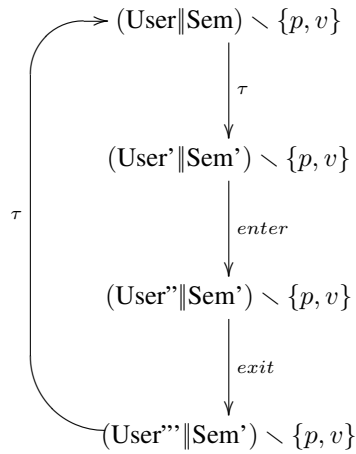 (User||Sem) ∖ {p, v}
τ
(User'||Sem') ∖ {p, v}
τ
enter
(User''||Sem') ∖ {p, v}
exit
(User'''||Sem') ∖ {p, v}